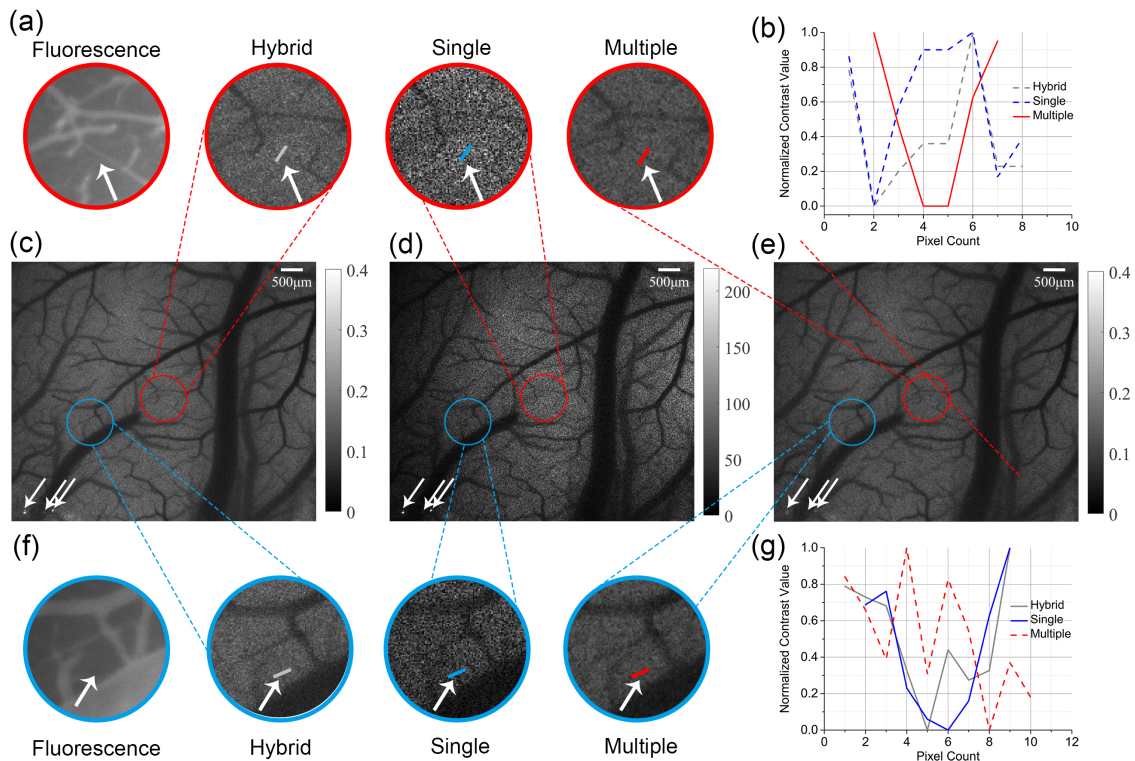 (a)
Fluorescence
Hybrid
Single
Multiple
(b)
Normalized Contrast Value
1.0
0.8
0.6
0.4
0.2
0.0
0 2 4 6 8 10
Pixel Count
Hybrid
Single
Multiple
(c)
500μm
0.4
0.3
0.2
0.1
0
(d)
500μm
200
150
100
50
0
(e)
500μm
0.4
0.3
0.2
0.1
0
(f)
Fluorescence
Hybrid
Single
Multiple
(g)
Normalized Contrast Value
1.0
0.8
0.6
0.4
0.2
0.0
0 2 4 6 8 10 12
Pixel Count
Hybrid
Single
Multiple